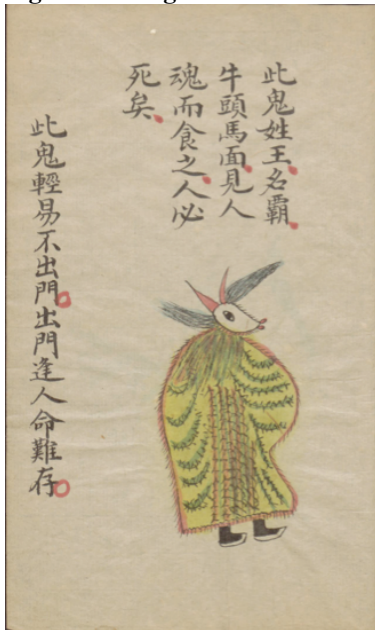 此鬼姓王名霸
牛頭馬面見人
魂而食之人必
死矣
此鬼輕易不出門出門逢人命難存